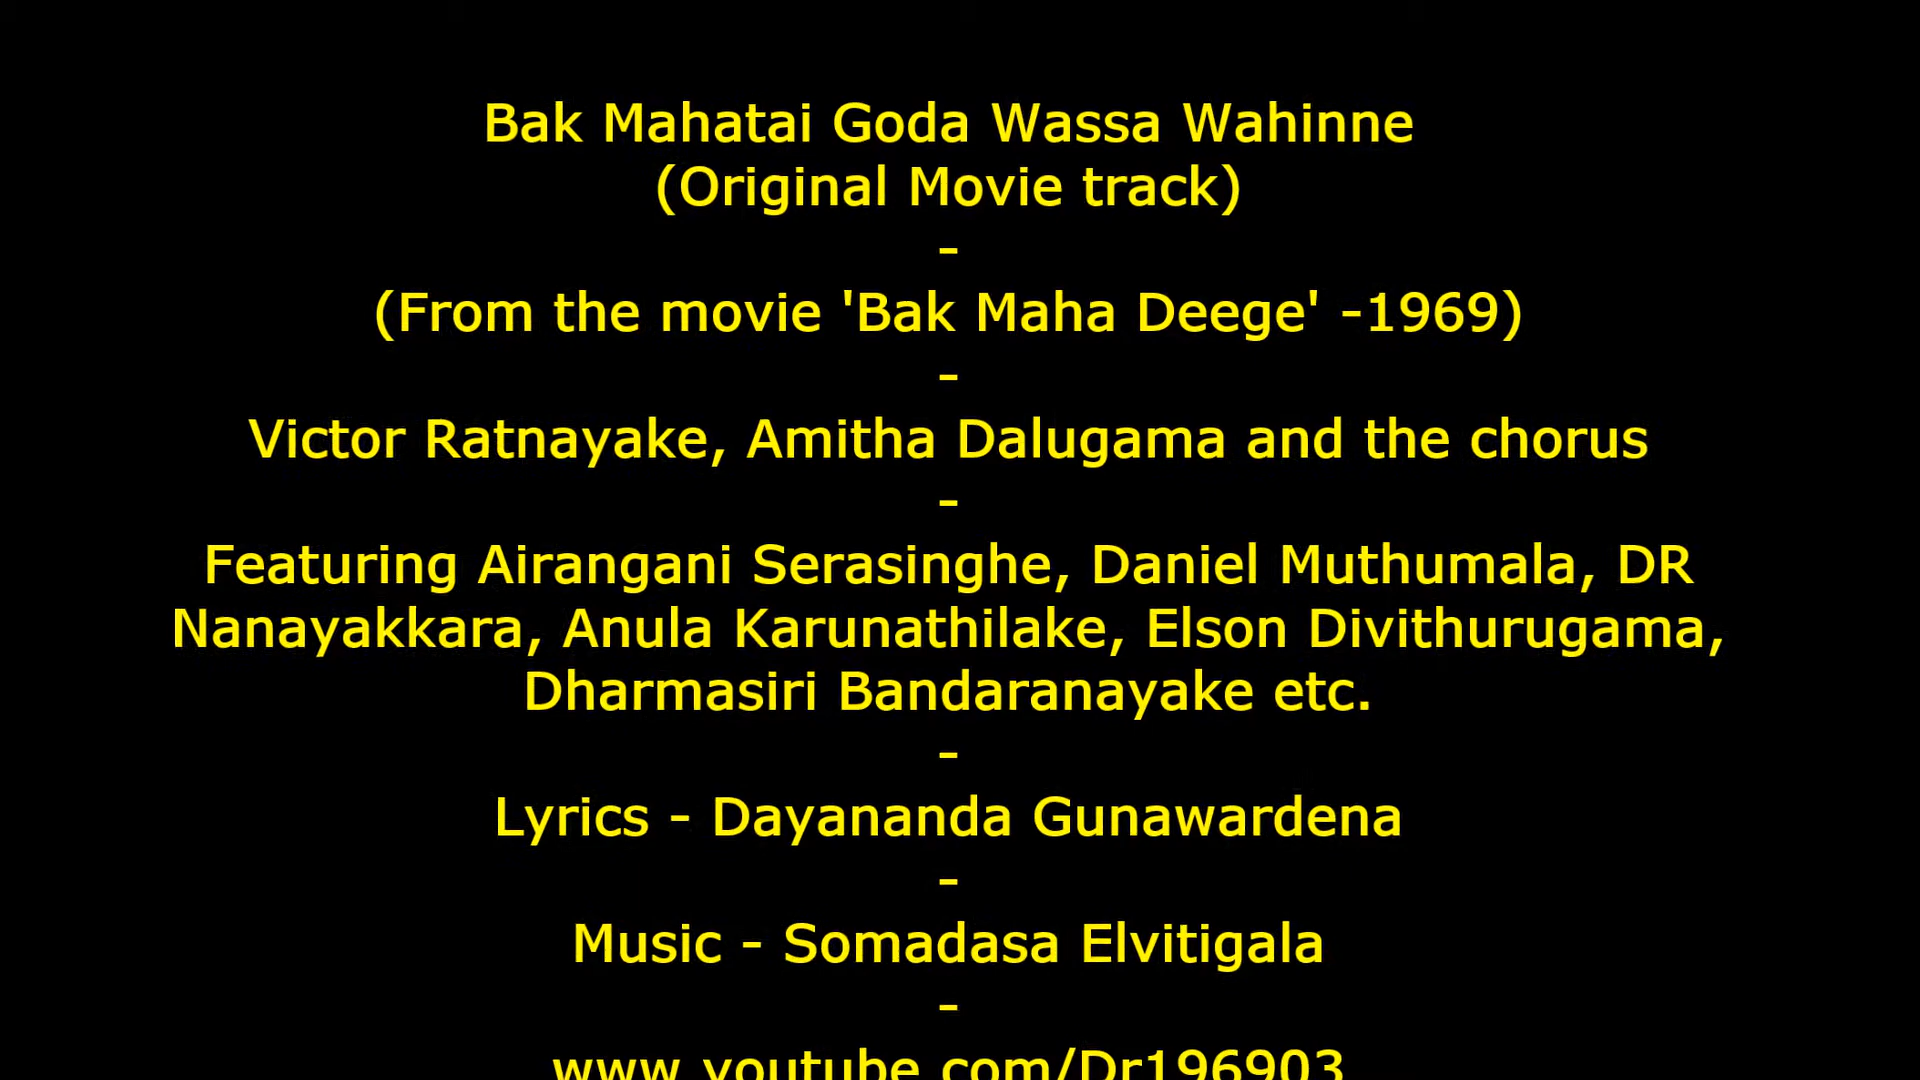 Bak Mahatai Goda Wassa Wahinne
(Original Movie track)
-
(From the movie 'Bak Maha Deege' -1969)
-
Victor Ratnayake, Amitha Dalugama and the chorus
-
Featuring Airangani Serasinghe, Daniel Muthumala, DR
Nanayakkara, Anula Karunathilake, Elson Divithurugama,
Dharmasiri Bandaranayake etc.
-
Lyrics - Dayananda Gunawardena
-
Music - Somadasa Elvitigala
-
www.youtube.com/Dr196903